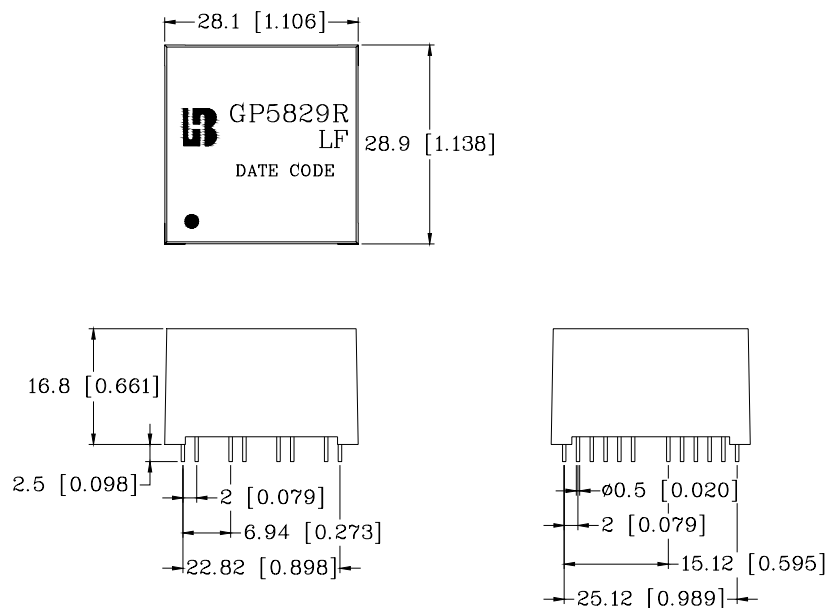 28.1 [1.106]
GP5829R
LF
DATE CODE
28.9 [1.138]
16.8 [0.661]
2.5 [0.098]
2 [0.079]
6.94 [0.273]
22.82 [0.898]
ø0.5 [0.020]
2 [0.079]
15.12 [0.595]
25.12 [0.989]